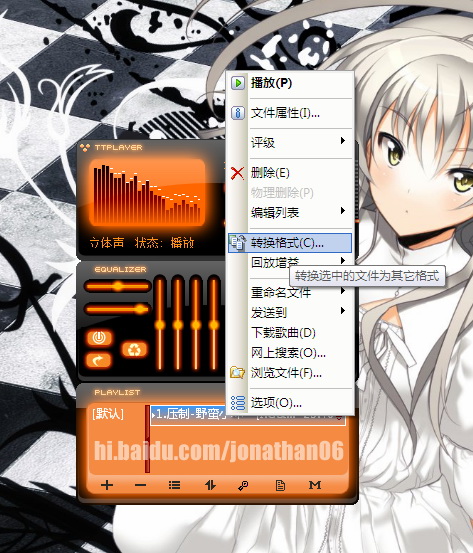 播放(P)
文件属性(I)...
评级
删除(E)
物理删除(P)
编辑列表
转换格式(C)...
回放增益
转换选中的文件为其它格式
重命名文件
发送到
下载歌曲(D)
网上搜索(O)...
浏览文件(F)...
选项(O)...
TTPLAYER
立体声 状态: 播放
EQUALIZER
PLAYLIST
[默认]
1.压制-野蛮
hi.baidu.com/jonathan06
M